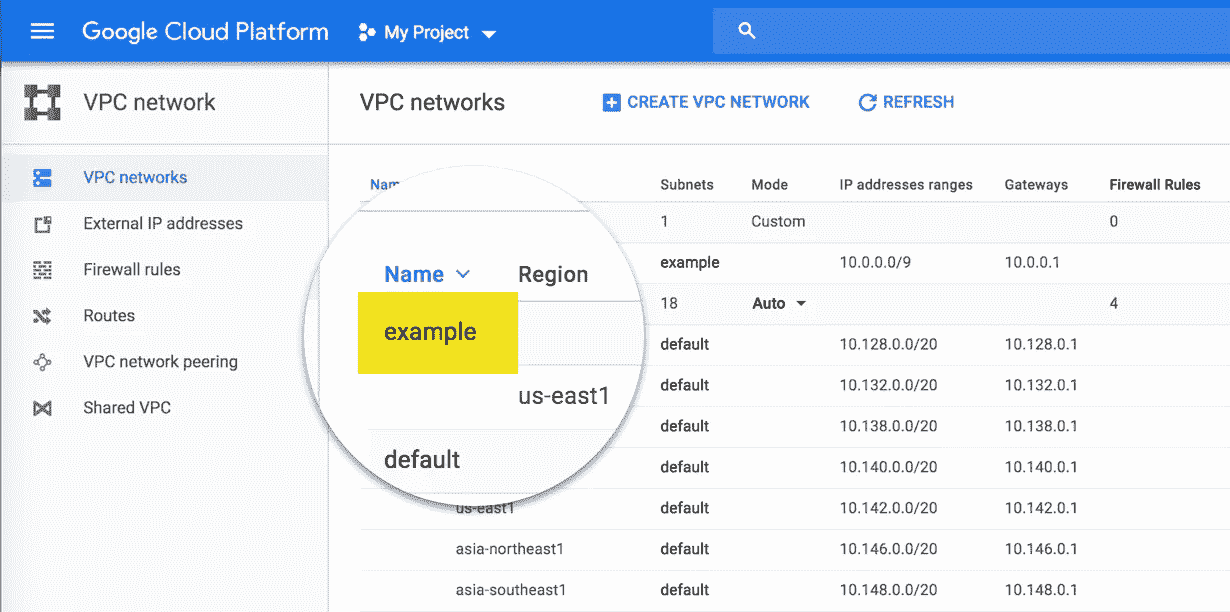 Google Cloud Platform My Project
VPC network
VPC networks CREATE VPC NETWORK REFRESH
VPC networks
External IP addresses
Firewall rules
Routes
VPC network peering
Shared VPC
Subnets Mode IP addresses ranges Gateways Firewall Rules
1 Custom 0
Name Region
example 10.0.0.0/9 10.0.0.1
example
18 Auto 4
default 10.128.0.0/20 10.128.0.1
us-east1
default 10.132.0.0/20 10.132.0.1
default 10.138.0.0/20 10.138.0.1
default
default 10.140.0.0/20 10.140.0.1
us-east1 default 10.142.0.0/20 10.142.0.1
asia-northeast1 default 10.146.0.0/20 10.146.0.1
asia-southeast1 default 10.148.0.0/20 10.148.0.1